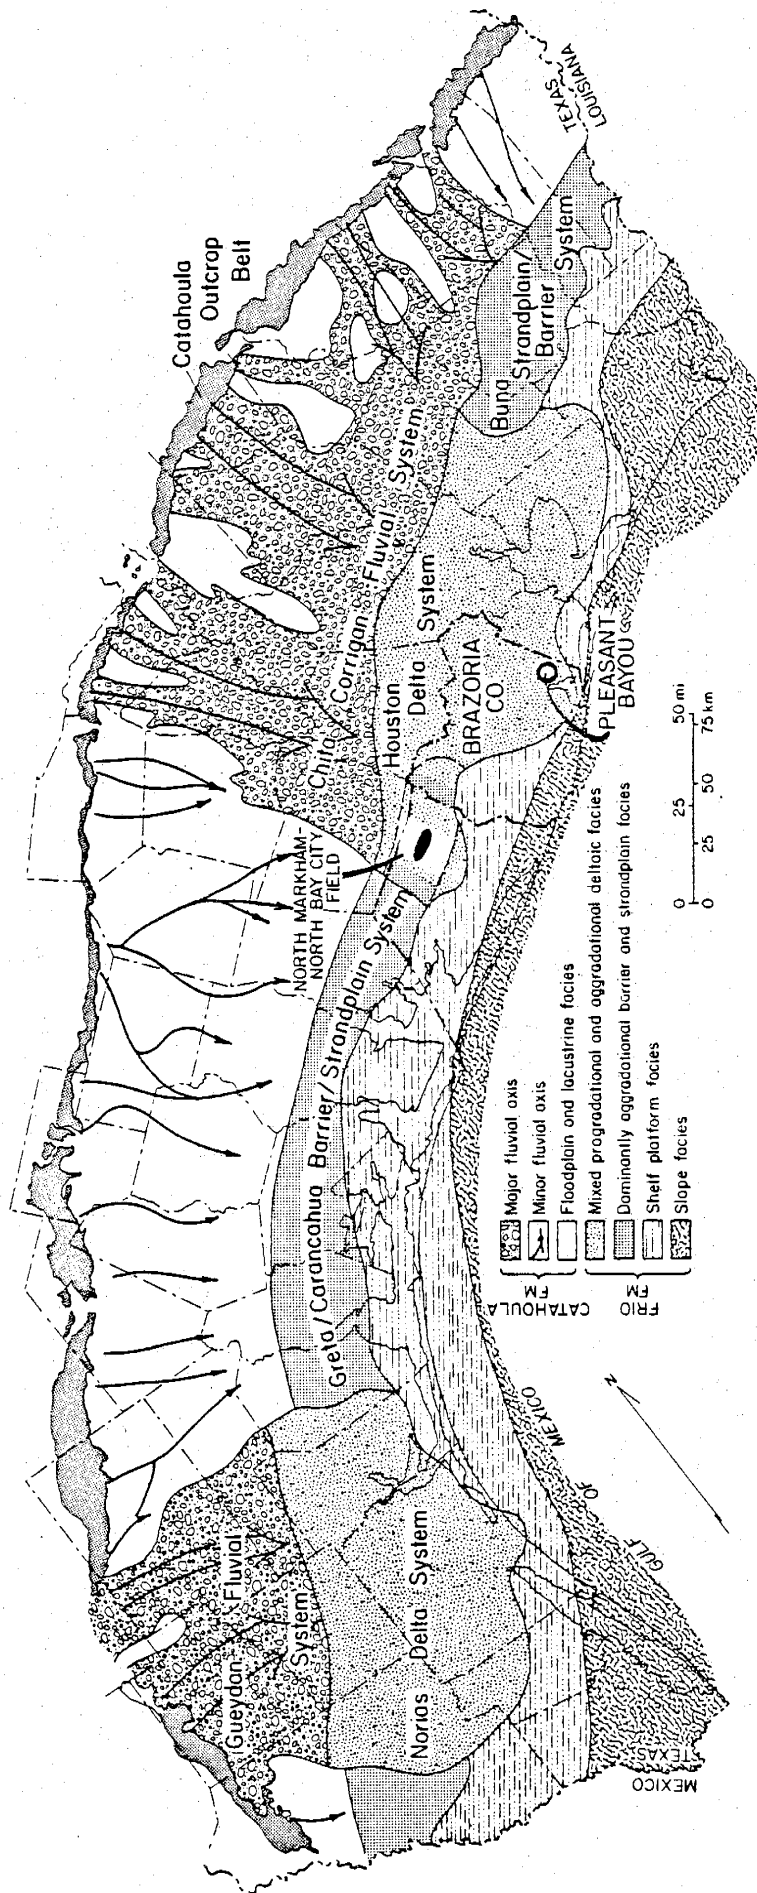 Catahoula
Outcrop
Belt
TEXAS
LOUISIANA
Buna
Strandplain/
Barrier
System
Chita / Corrigan Fluvial System
Houston
Delta
System
BRAZORIA
CO
PLEASANT
BAYOU
NORTH MARKHAM-
NORTH BAY CITY
FIELD
Greta / Carancahua Barrier / Strandplain System
Gueydan Fluvial
System
Norias Delta System
MEXICO
TEXAS
GULF
OF
MEXICO
N
0 25 50 mi
0 25 50 75 km
CATAHOULA
FM
Major fluvial axis
Minor fluvial axis
Floodplain and lacustrine facies
FRIO
FM
Mixed progradational and aggradational deltaic facies
Dominantly aggradational barrier and strandplain facies
Shelf platform facies
Slope facies